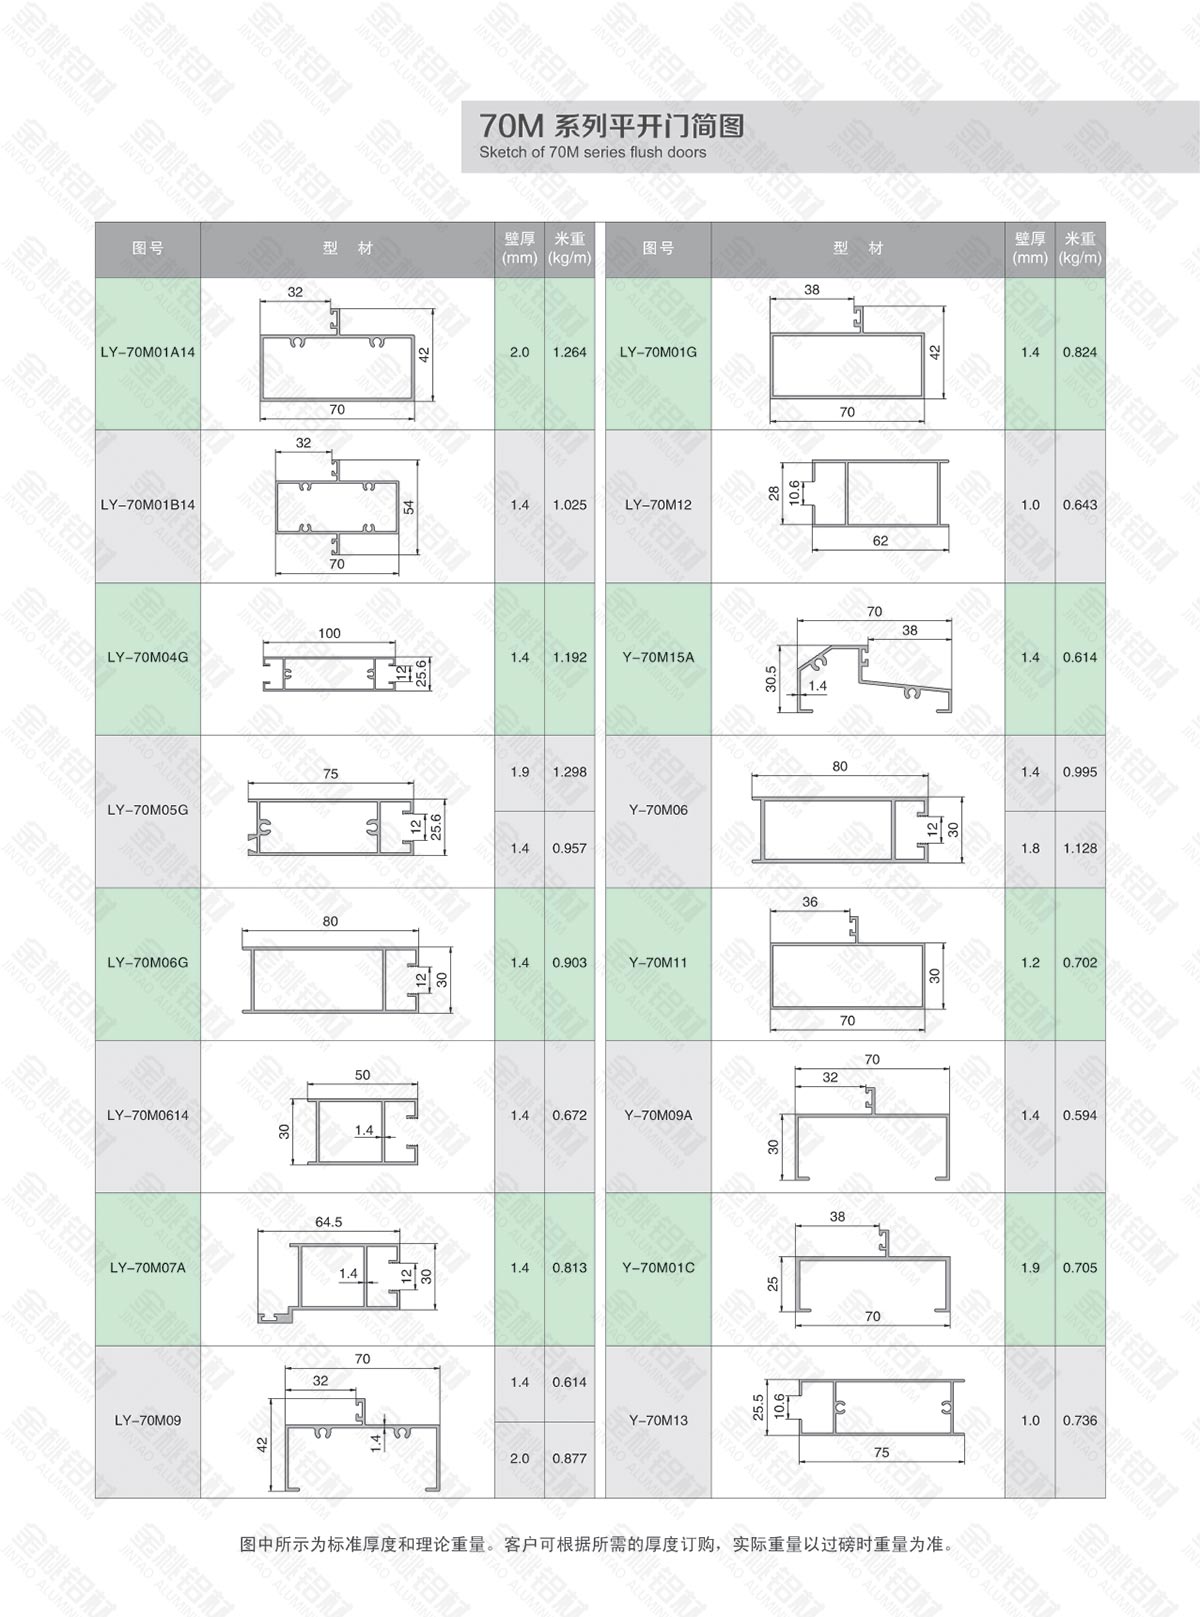 70M 系列平开门简图
Sketch of 70M series flush doors
图号 型材 壁厚(mm) 米重(kg/m) 图号 型材 壁厚(mm) 米重(kg/m)
LY-70M01A14 32 42 70 2.0 1.264
LY-70M01G 38 42 70 1.4 0.824
LY-70M01B14 32 54 70 1.4 1.025
LY-70M12 28 10.6 62 1.0 0.643
LY-70M04G 100 12 25.6 1.4 1.192
Y-70M15A 70 38 30.5 1.4 1.4 0.614
LY-70M05G 75 12 25.6 1.9 1.298
1.4 0.957
Y-70M06 80 12 30 1.4 0.995
1.8 1.128
LY-70M06G 80 12 30 1.4 0.903
Y-70M11 36 30 70 1.2 0.702
LY-70M0614 50 30 1.4 1.4 0.672
Y-70M09A 70 32 30 1.4 0.594
LY-70M07A 64.5 1.4 12 30 1.4 0.813
Y-70M01C 38 25 70 1.9 0.705
LY-70M09 70 32 42 1.4 1.4 0.614
2.0 0.877
Y-70M13 25.5 10.6 75 1.0 0.736
图中所示为标准厚度和理论重量。客户可根据所需的厚度订购，实际重量以过磅时重量为准。
金桃铝材
JINTAO ALUMINIUM